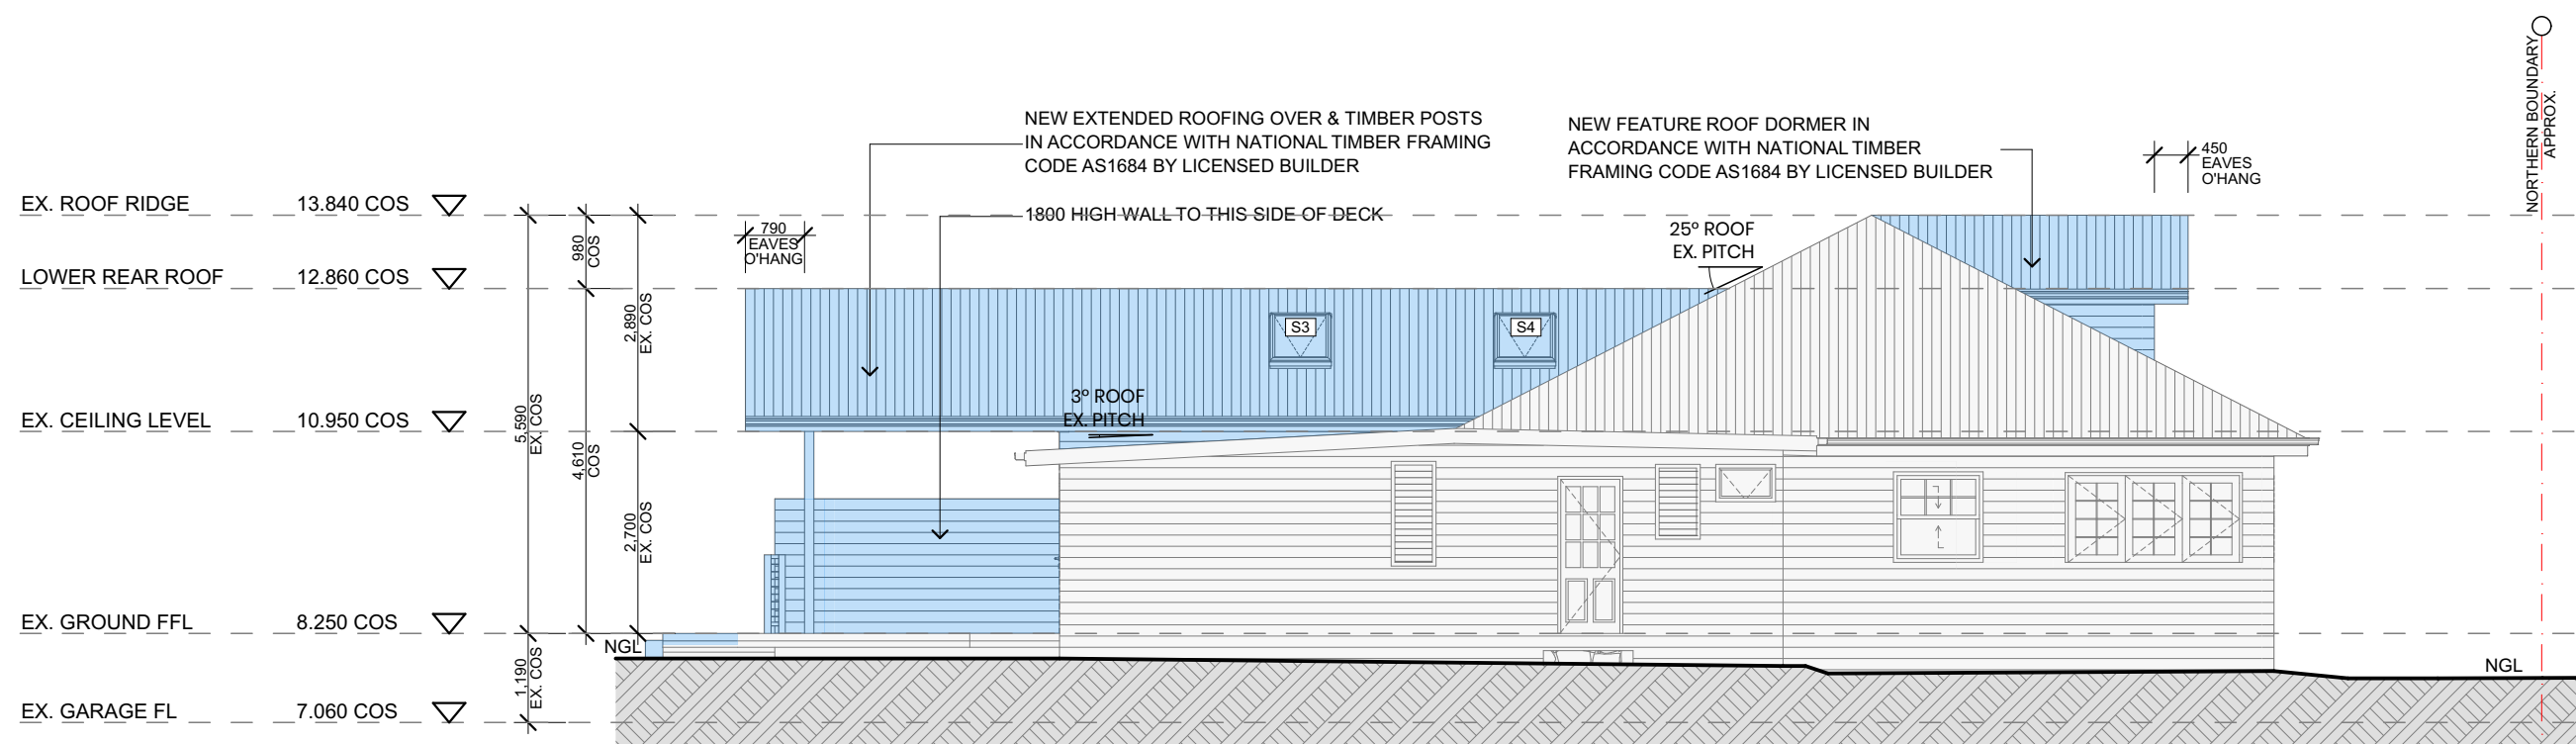 NORTHERN BOUNDARY
APPROX.
NEW EXTENDED ROOFING OVER & TIMBER POSTS
IN ACCORDANCE WITH NATIONAL TIMBER FRAMING
CODE AS1684 BY LICENSED BUILDER
NEW FEATURE ROOF DORMER IN
ACCORDANCE WITH NATIONAL TIMBER
FRAMING CODE AS1684 BY LICENSED BUILDER
450
EAVES
O'HANG
EX. ROOF RIDGE 13.840 COS
1800 HIGH WALL TO THIS SIDE OF DECK
790
EAVES
O'HANG
25º ROOF
EX. PITCH
980
COS
LOWER REAR ROOF 12.860 COS
2,890
EX. COS
S3
S4
3º ROOF
EX. PITCH
EX. CEILING LEVEL 10.950 COS
5,590
EX. COS
4,610
COS
2,700
EX. COS
EX. GROUND FFL 8.250 COS
NGL
NGL
1,190
EX. COS
EX. GARAGE FL 7.060 COS